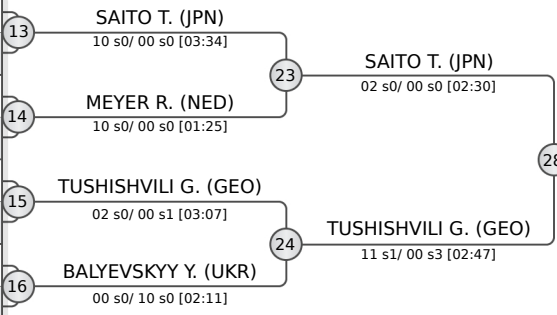 13
SAITO T. (JPN)
10 s0/ 00 s0 [03:34]
23
SAITO T. (JPN)
02 s0/ 00 s0 [02:30]
14
MEYER R. (NED)
10 s0/ 00 s0 [01:25]
28
15
TUSHISHVILI G. (GEO)
02 s0/ 00 s1 [03:07]
24
TUSHISHVILI G. (GEO)
11 s1/ 00 s3 [02:47]
16
BALYEVSKYY Y. (UKR)
00 s0/ 10 s0 [02:11]